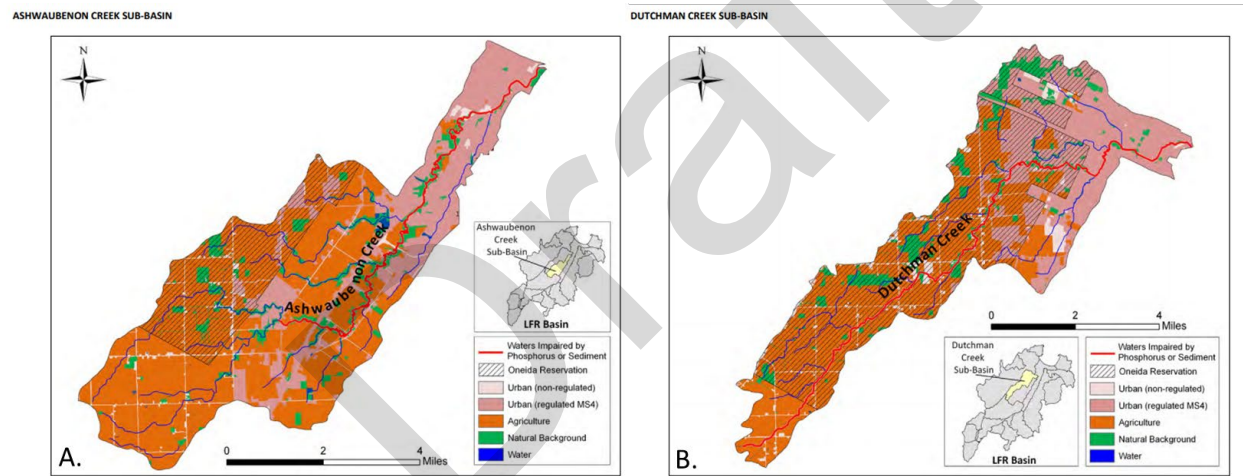 ASHWAUBENON CREEK SUB-BASIN
N
Ashwaubenon Creek
Ashwaubenon
Creek
Sub-Basin
LFR Basin
Waters Impaired by
Phosphorus or Sediment
Oneida Reservation
Urban (non-regulated)
Urban (regulated MS4)
Agriculture
Natural Background
Water
0 2 4
Miles
A.
DUTCHMAN CREEK SUB-BASIN
N
Dutchman Creek
0 2 4
Miles
Dutchman
Creek
Sub-Basin
LFR Basin
Waters Impaired by
Phosphorus or Sediment
Oneida Reservation
Urban (non-regulated)
Urban (regulated MS4)
Agriculture
Natural Background
Water
B.
Draft